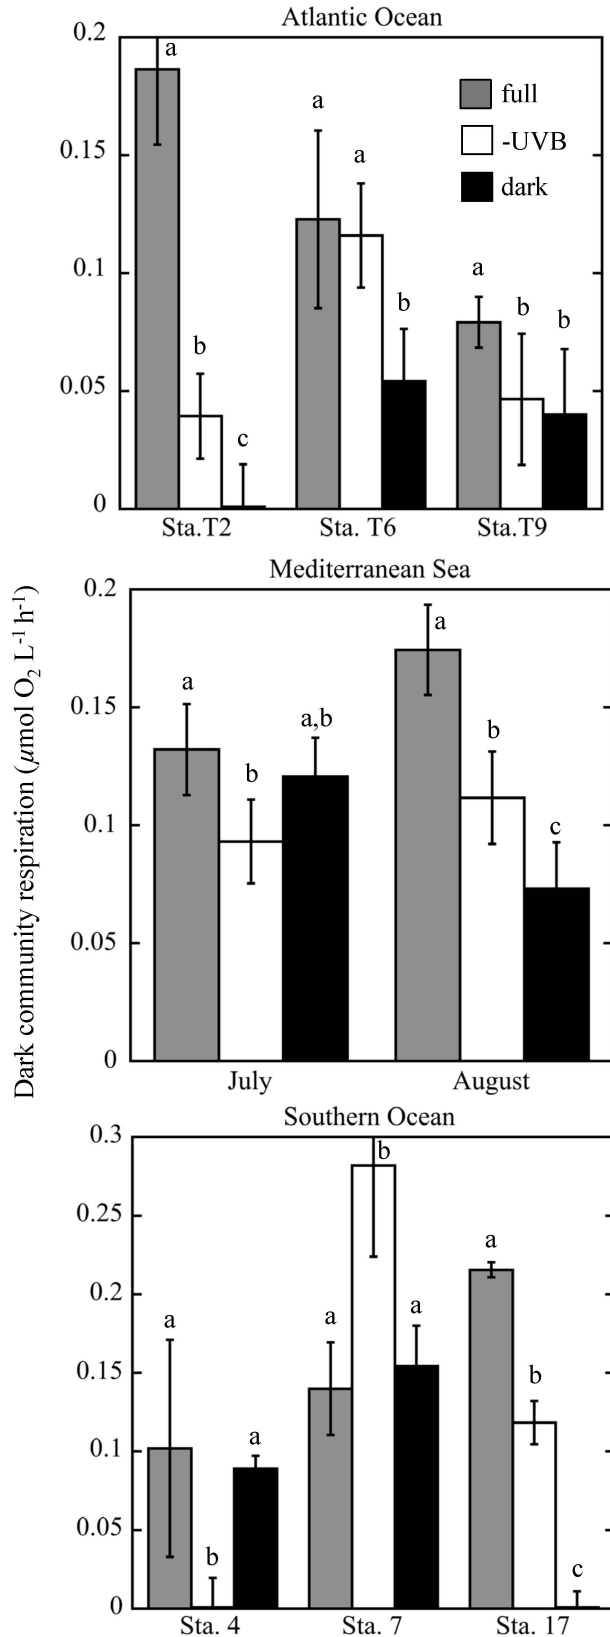 Atlantic Ocean
0.2
0.15
0.1
0.05
0
a
b
c
a
a
b
a
b
b
full
-UVB
dark
Sta.T2
Sta. T6
Sta.T9
Dark community respiration (µmol O₂ L⁻¹ h⁻¹)
Mediterranean Sea
0.2
0.15
0.1
0.05
0
a
b
a,b
a
b
c
July
August
Southern Ocean
0.3
0.25
0.2
0.15
0.1
0.05
0
a
b
a
a
b
a
a
b
c
Sta. 4
Sta. 7
Sta. 17